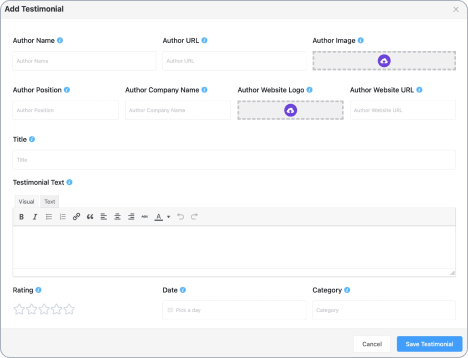 Add Testimonial
Author Name
Author URL
Author Image
Author Name
Author URL
Author Position
Author Company Name
Author Website Logo
Author Website URL
Author Position
Author Company Name
Author Website URL
Title
Title
Testimonial Text
Visual Text
B I ABC A
Rating
Date
Category
Pick a day
Category
Cancel
Save Testimonial